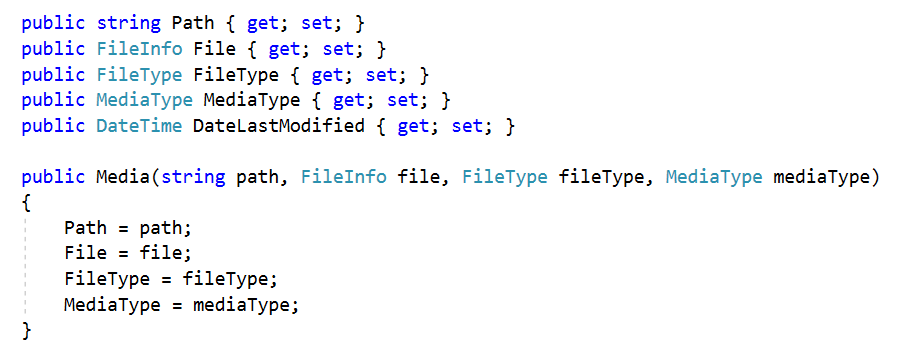 public string Path { get; set; }
public FileInfo File { get; set; }
public FileType FileType { get; set; }
public MediaType MediaType { get; set; }
public DateTime DateLastModified { get; set; }
public Media(string path, FileInfo file, FileType fileType, MediaType mediaType)
{
Path = path;
File = file;
FileType = fileType;
MediaType = mediaType;
}